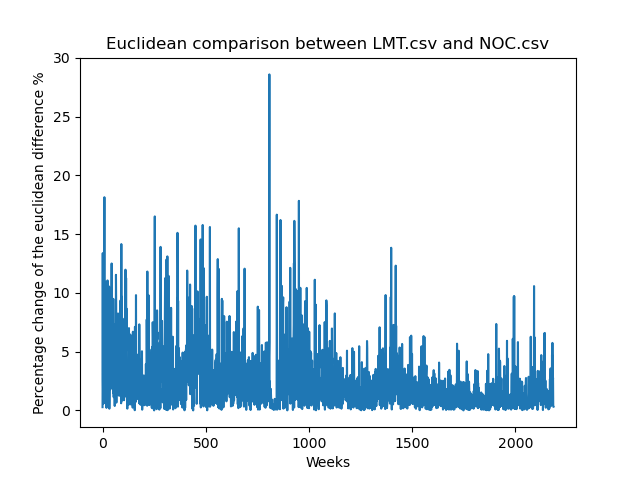 Euclidean comparison between LMT.csv and NOC.csv
Percentage change of the euclidean difference %
30
25
20
15
10
5
0
0 500 1000 1500 2000
Weeks